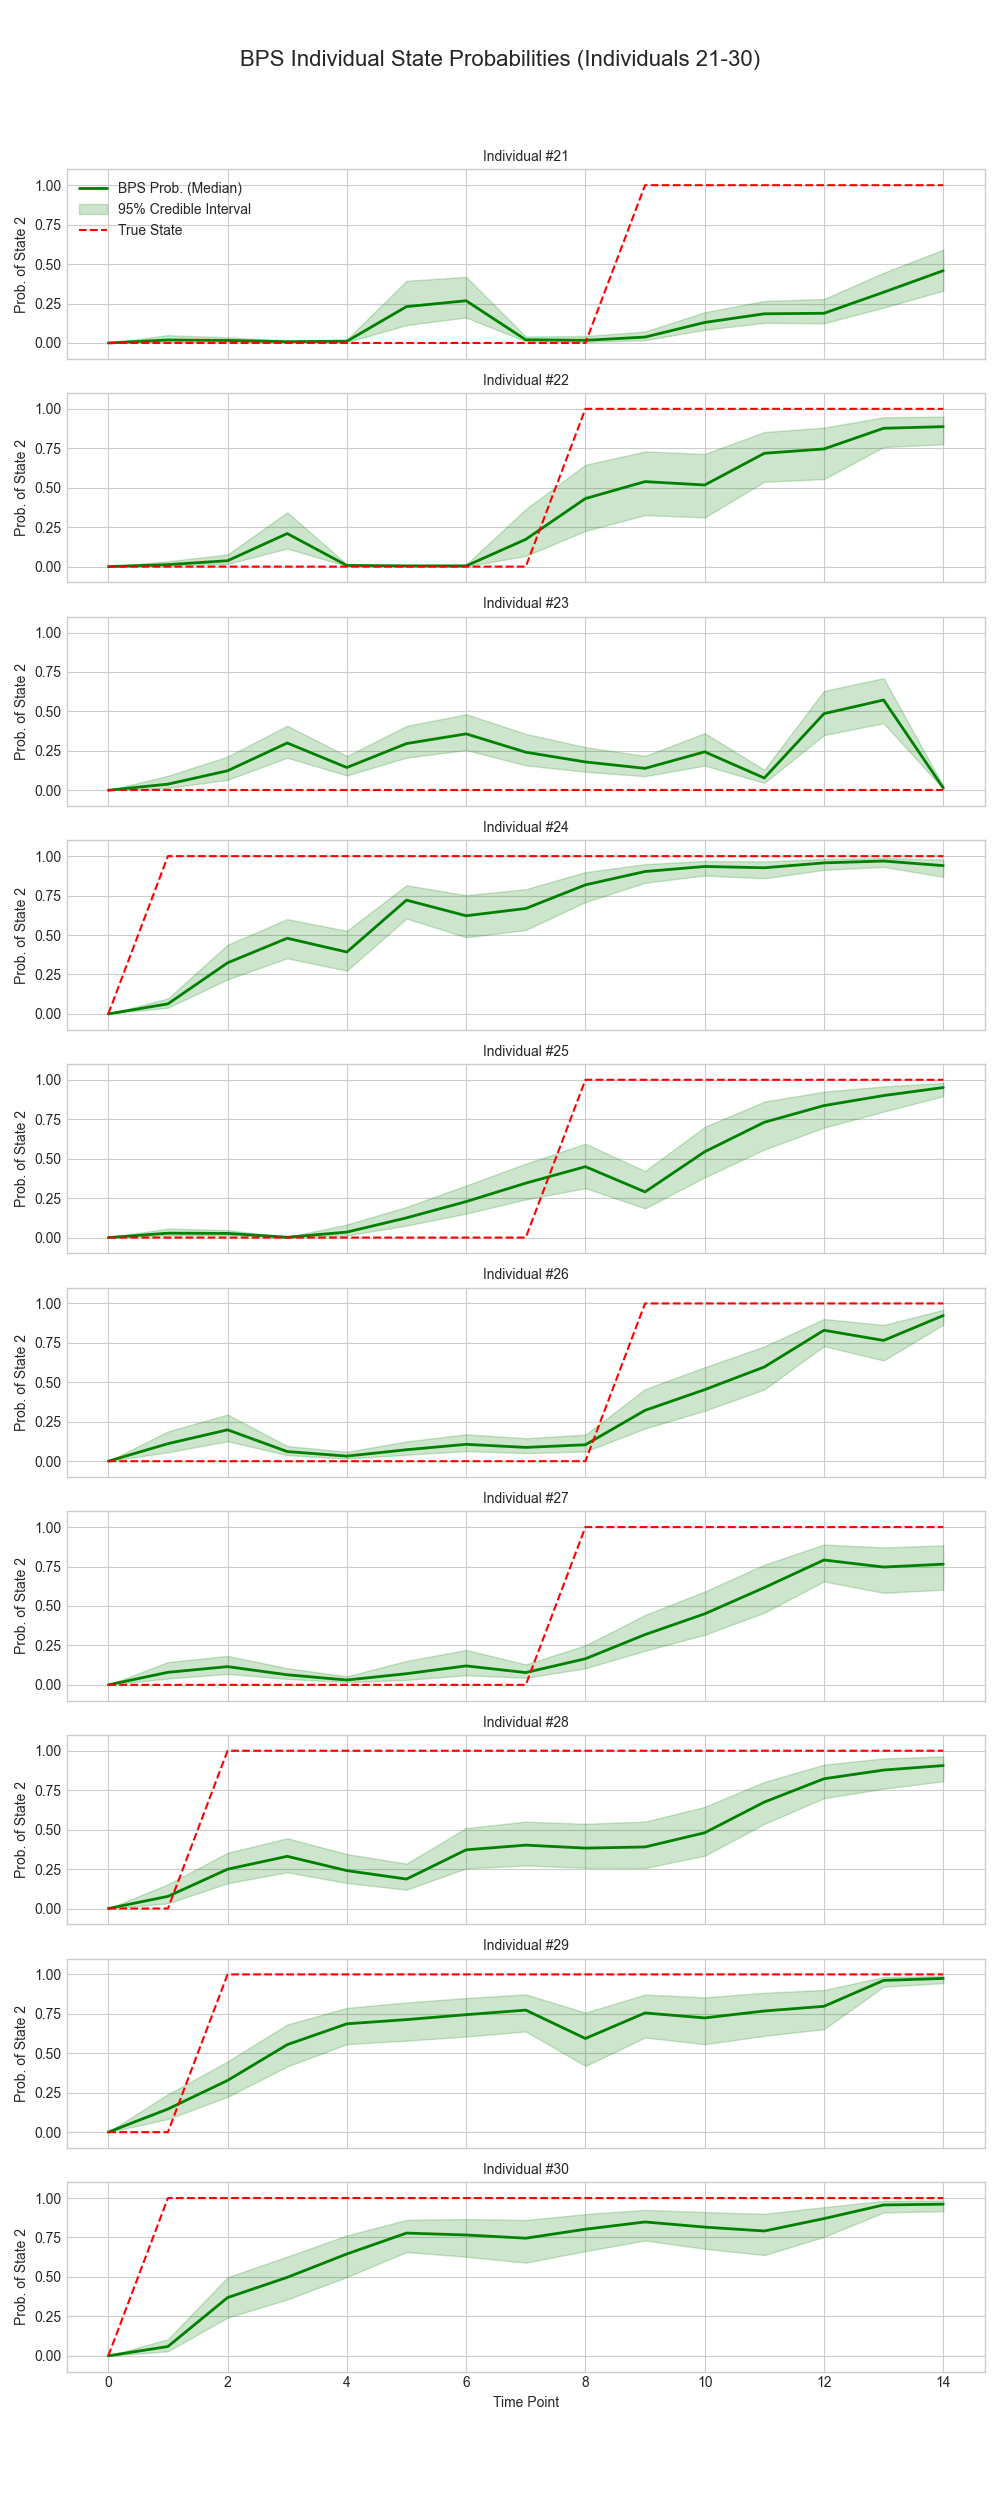 BPS Individual State Probabilities (Individuals 21-30)
Individual #21
BPS Prob. (Median)
95% Credible Interval
True State
1.00
0.75
0.50
0.25
0.00
Prob. of State 2
Individual #22
1.00
0.75
0.50
0.25
0.00
Prob. of State 2
Individual #23
1.00
0.75
0.50
0.25
0.00
Prob. of State 2
Individual #24
1.00
0.75
0.50
0.25
0.00
Prob. of State 2
Individual #25
1.00
0.75
0.50
0.25
0.00
Prob. of State 2
Individual #26
1.00
0.75
0.50
0.25
0.00
Prob. of State 2
Individual #27
1.00
0.75
0.50
0.25
0.00
Prob. of State 2
Individual #28
1.00
0.75
0.50
0.25
0.00
Prob. of State 2
Individual #29
1.00
0.75
0.50
0.25
0.00
Prob. of State 2
Individual #30
1.00
0.75
0.50
0.25
0.00
Prob. of State 2
0 2 4 6 8 10 12 14
Time Point